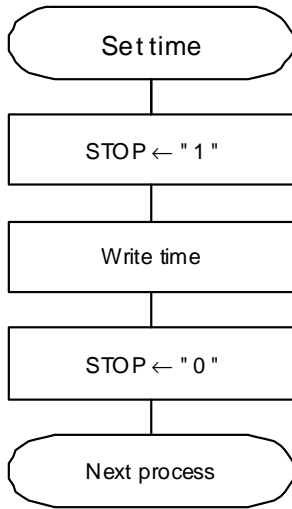 Set time
STOP ← " 1 "
Write time
STOP ← " 0 "
Next process